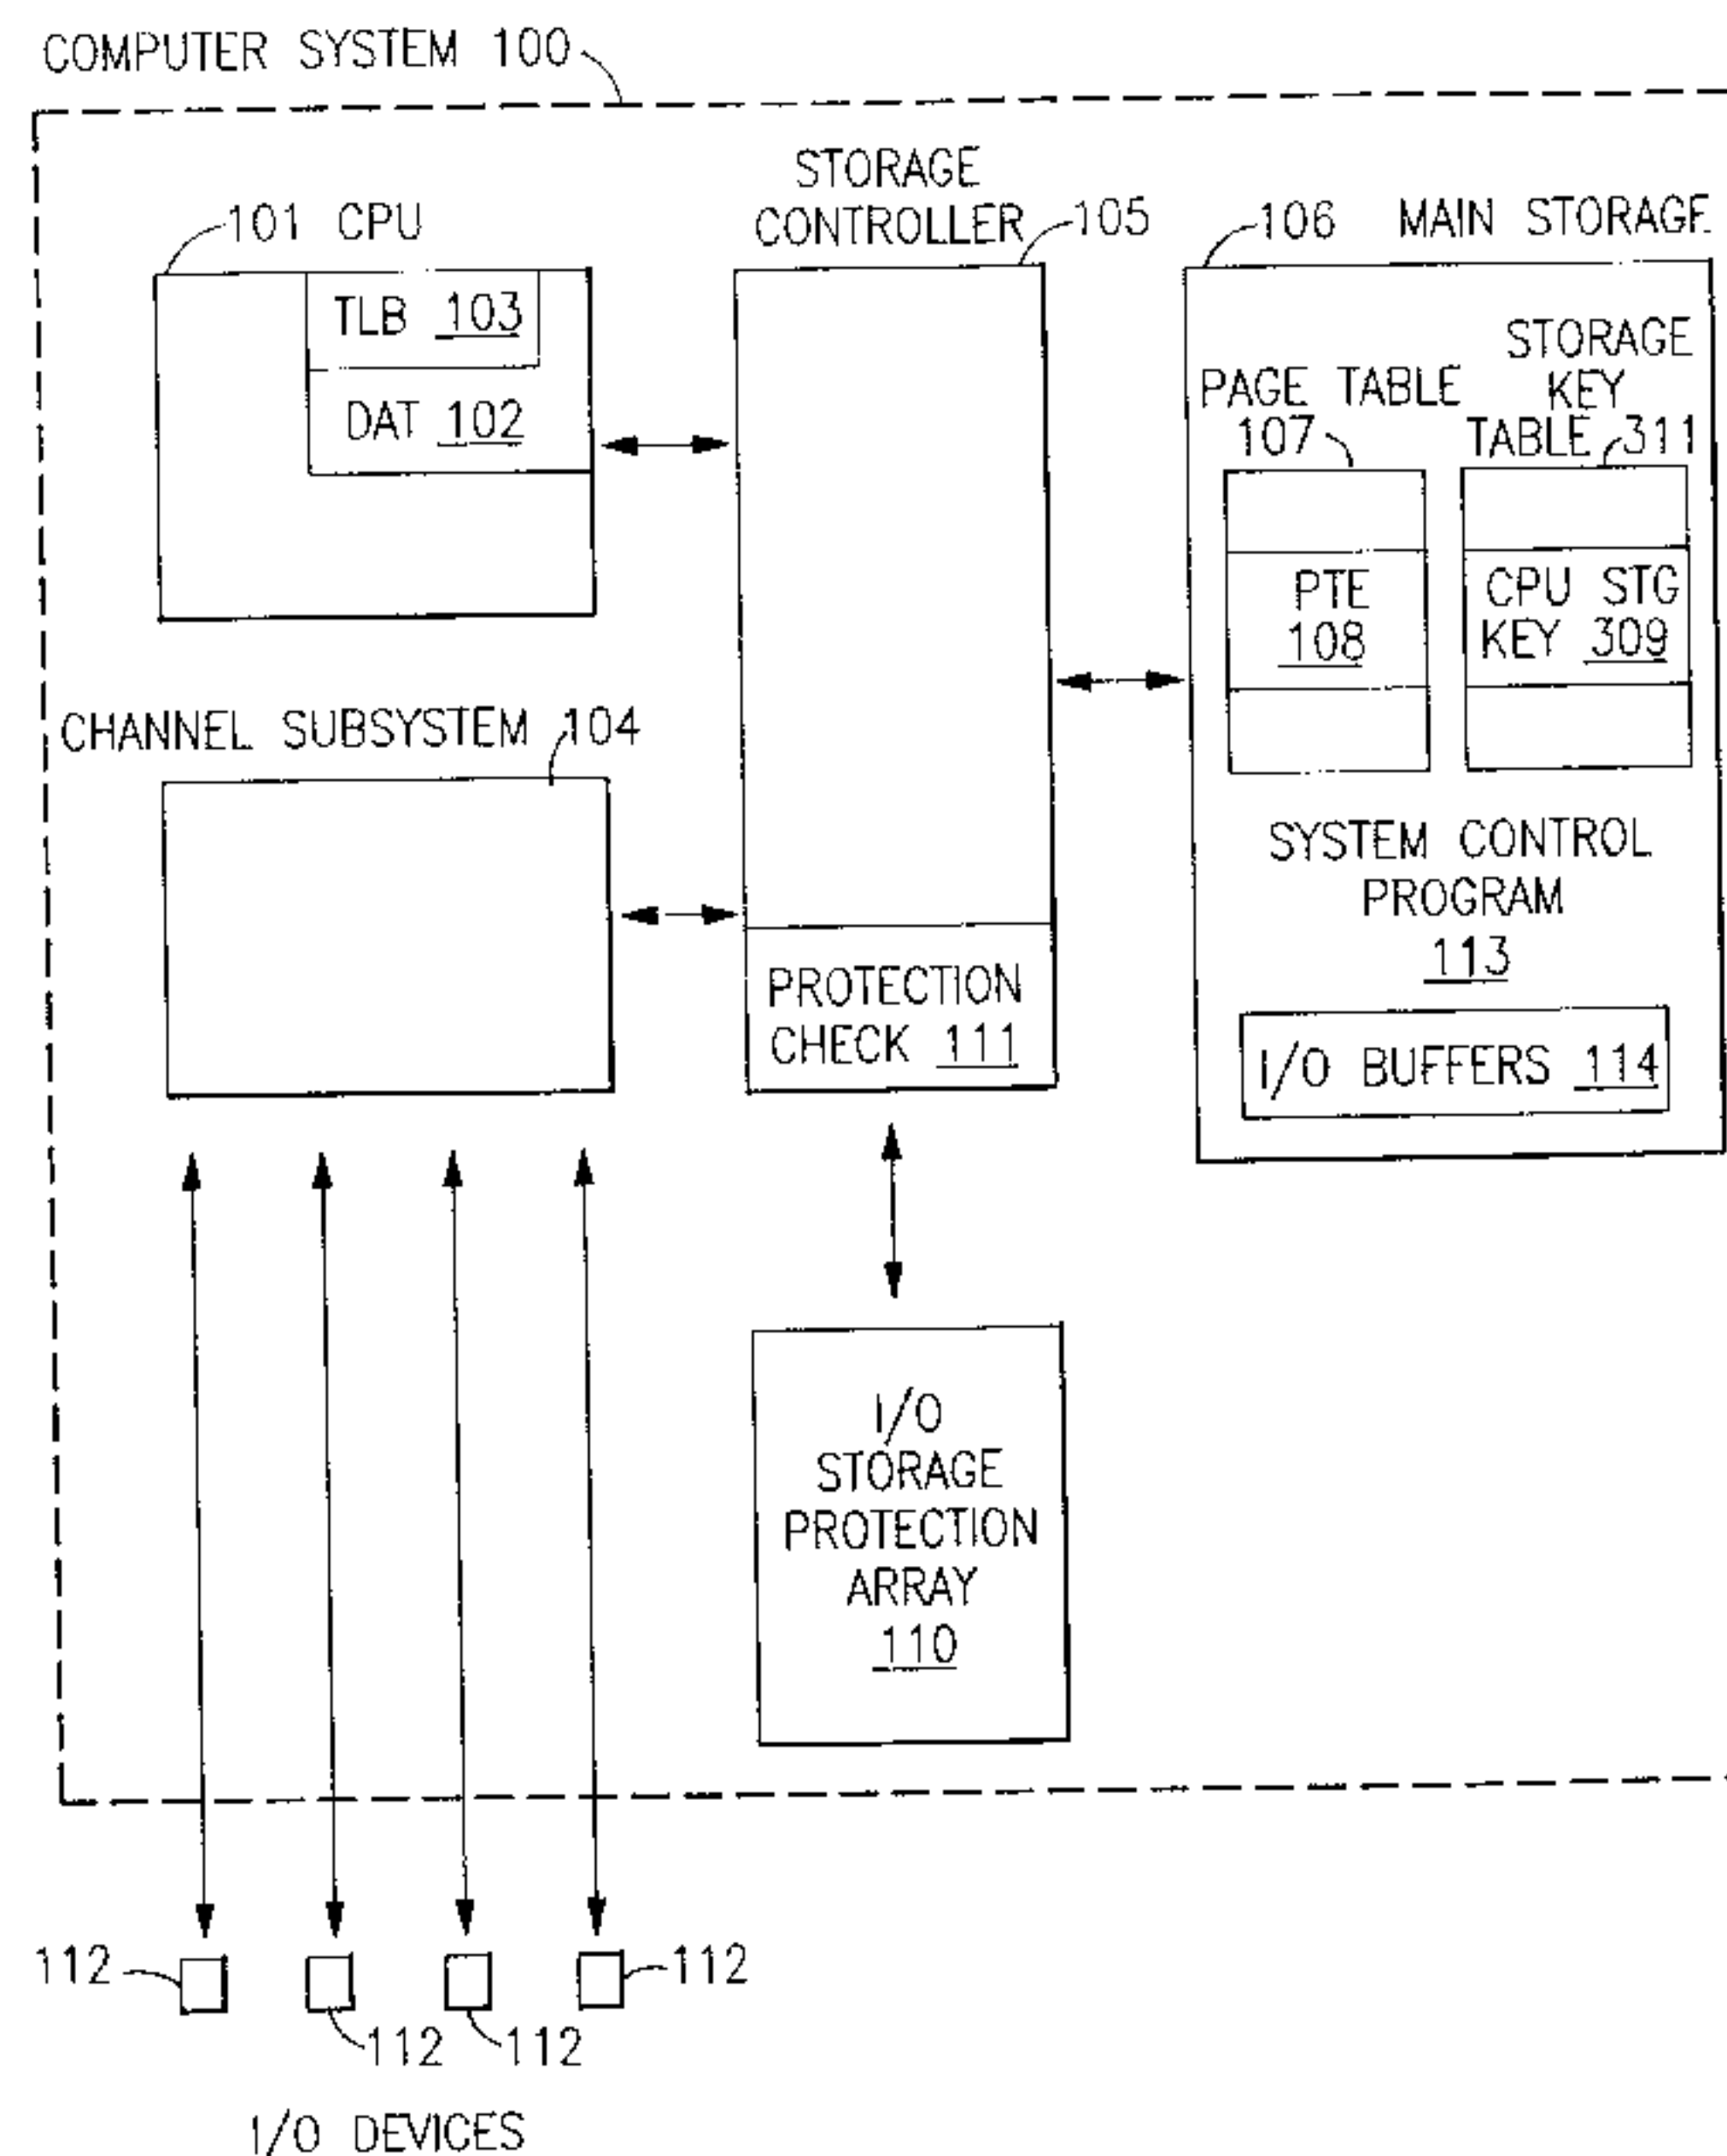 COMPUTER SYSTEM 100
STORAGE
CONTROLLER 105
101 CPU
106 MAIN STORAGE
TLB 103
DAT 102
STORAGE
KEY
TABLE 311
PAGE TABLE
107
PTE
108
CPU STG
KEY 309
CHANNEL SUBSYSTEM 104
SYSTEM CONTROL
PROGRAM
113
PROTECTION
CHECK 111
I/O BUFFERS 114
I/O
STORAGE
PROTECTION
ARRAY
110
112
112
112
112
I/O DEVICES